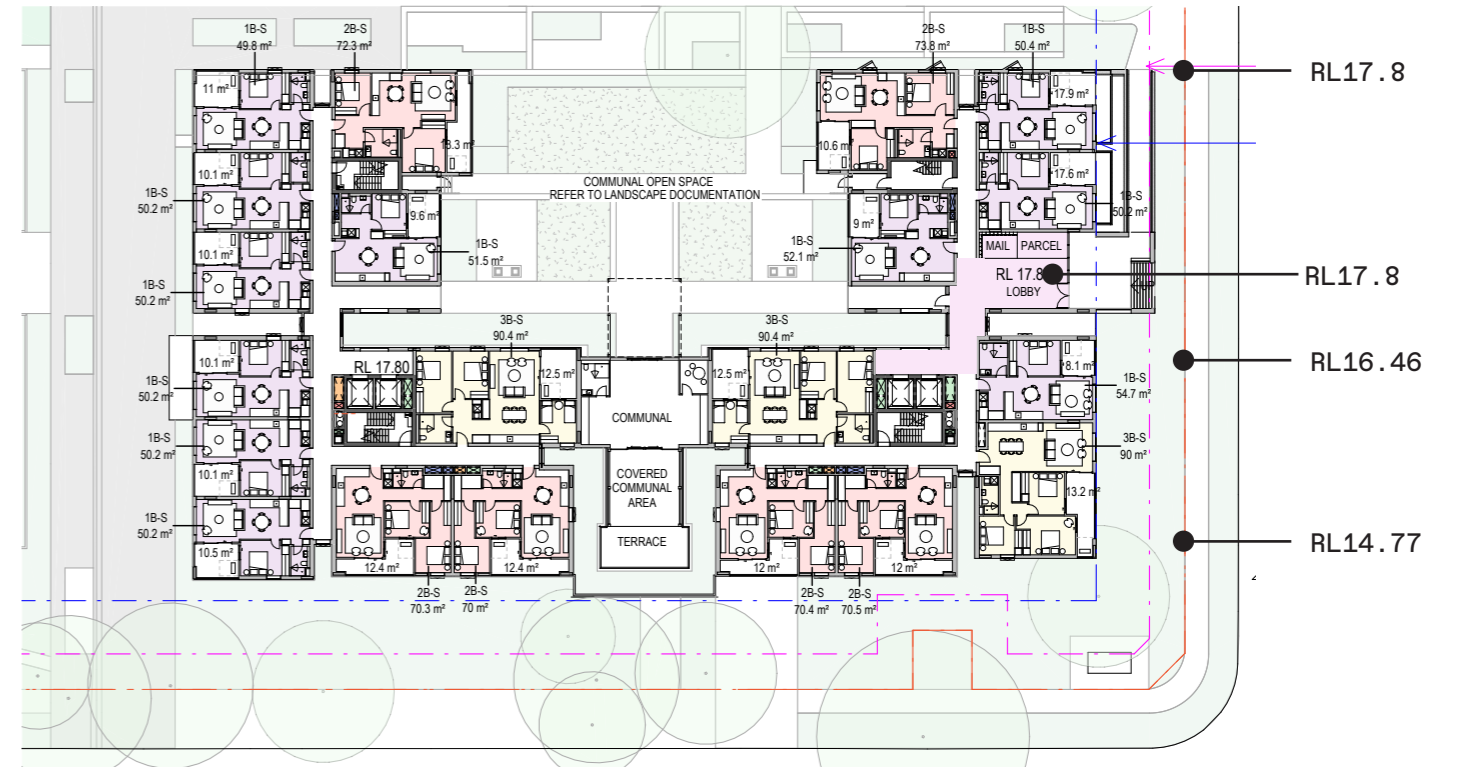 1B-S
49.8 m²
2B-S
72.3 m²
2B-S
73.8 m²
1B-S
50.4 m²
RL17.8
11 m²
17.9 m²
10.6 m²
10.1 m²
17.6 m²
COMMUNAL OPEN SPACE
REFER TO LANDSCAPE DOCUMENTATION
1B-S
50.2 m²
9.6 m²
9 m²
1B-S
50.2 m²
10.1 m²
1B-S
51.5 m²
1B-S
52.1 m²
MAIL
PARCEL
RL 17.8
LOBBY
RL17.8
1B-S
50.2 m²
3B-S
90.4 m²
3B-S
90.4 m²
10.1 m²
RL 17.80
12.5 m²
12.5 m²
8.1 m²
RL16.46
1B-S
50.2 m²
1B-S
54.7 m²
COMMUNAL
1B-S
50.2 m²
3B-S
90 m²
10.1 m²
COVERED
COMMUNAL
AREA
13.2 m²
1B-S
50.2 m²
TERRACE
RL14.77
10.5 m²
12.4 m²
12.4 m²
12 m²
12 m²
2B-S
70.3 m²
2B-S
70 m²
2B-S
70.4 m²
2B-S
70.5 m²